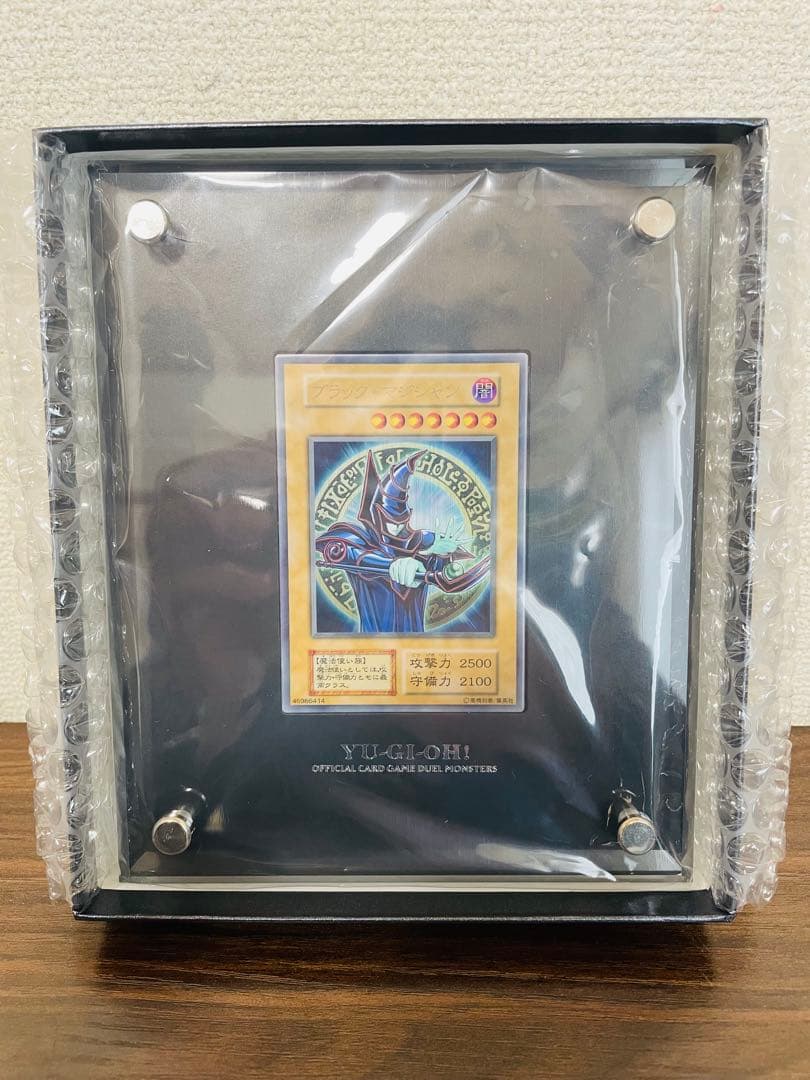 ブラック・マジシャン
闇
【魔法使い族】
魔法使いとしては、攻
撃力・守備力ともに最
高クラス。
攻撃力 2500
守備力 2100
46986414
©高橋和希/集英社
YU-GI-OH!
OFFICIAL CARD GAME DUEL MONSTERS